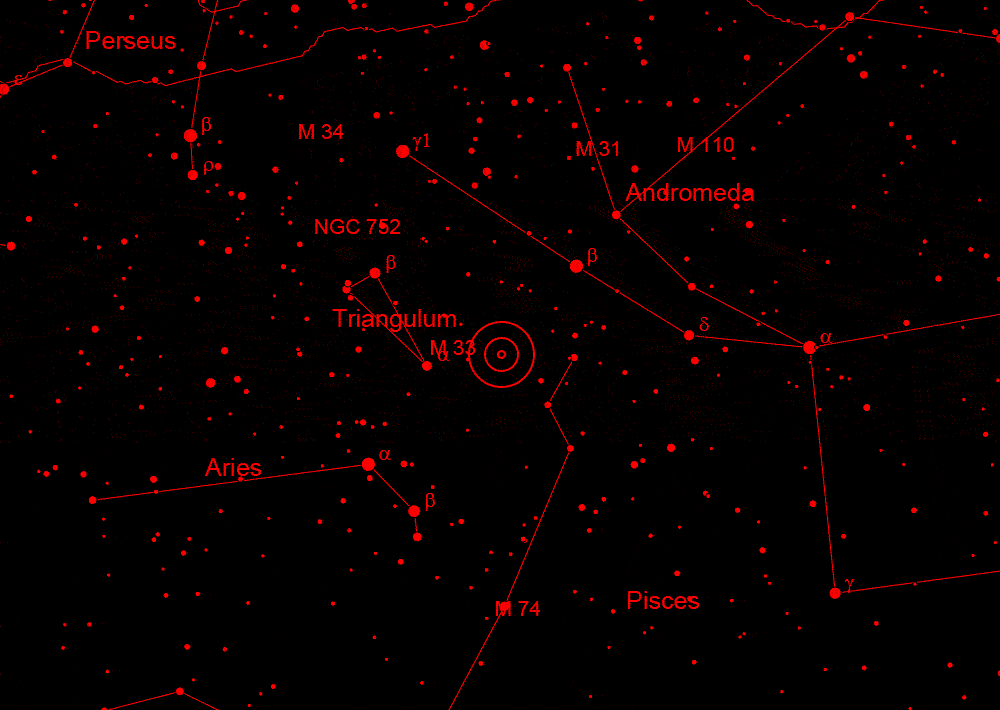 Perseus
ε
β
M 34
γ1
M 31
M 110
ρ
Andromeda
NGC 752
β
β
Triangulum
δ
α
M 33
α
Aries
α
β
γ
M 74
Pisces